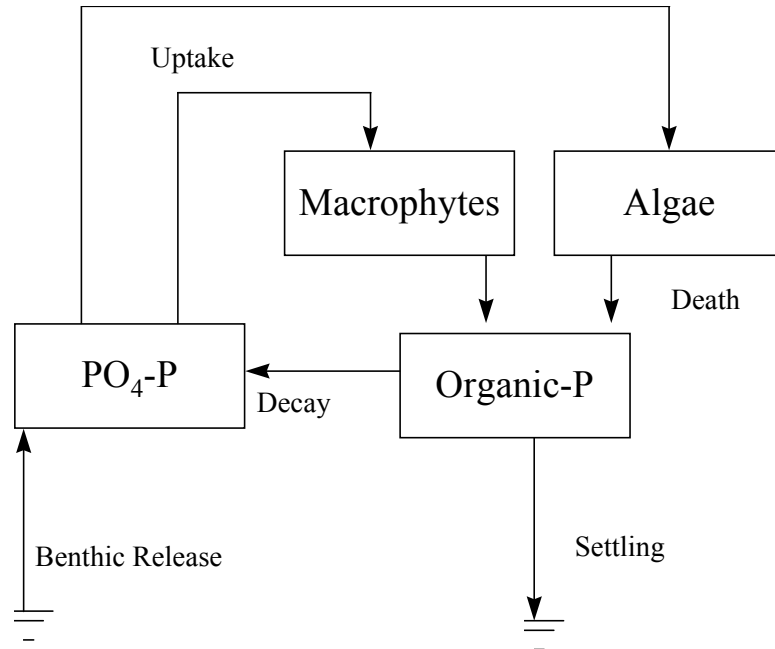 Uptake
Macrophytes
Algae
Death
PO₄-P
Organic-P
Decay
Benthic Release
Settling